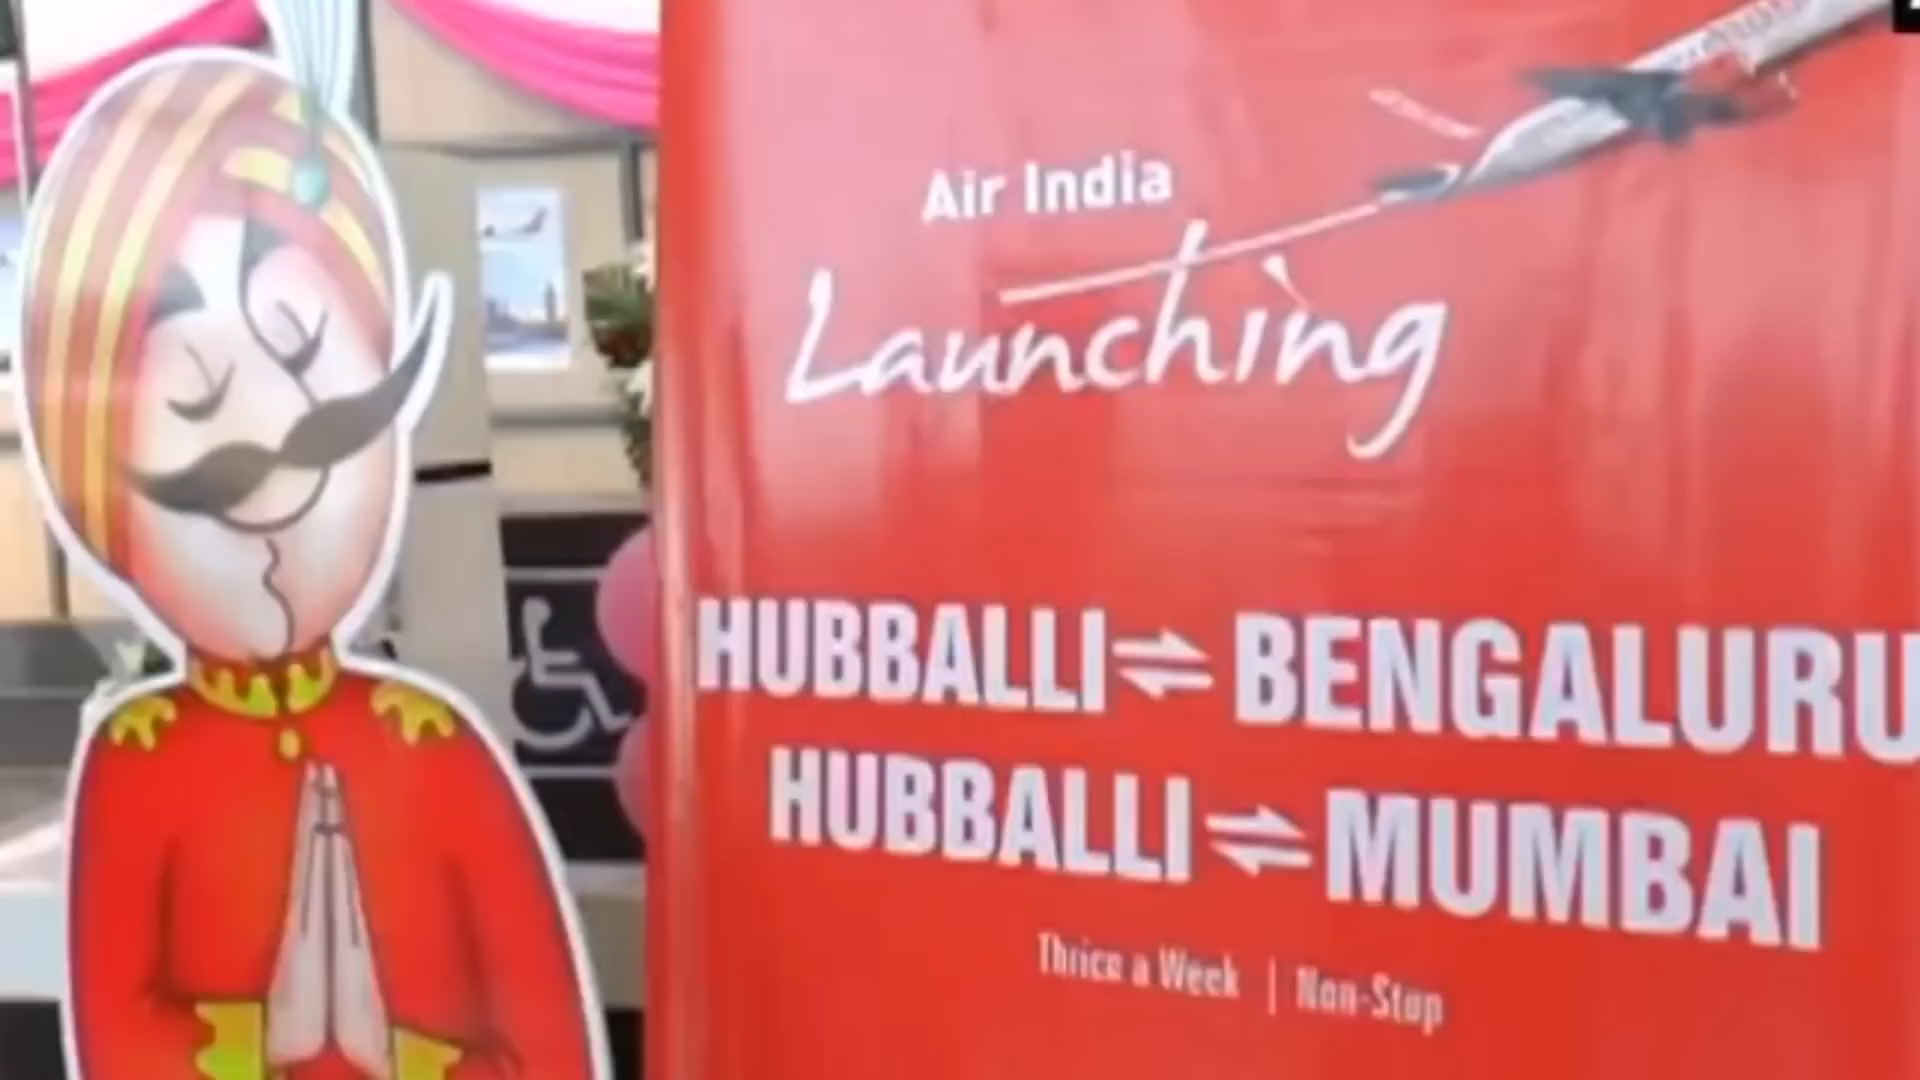 Air India
Launching
HUBBALLI ⇌ BENGALURU
HUBBALLI ⇌ MUMBAI
Thrice a Week | Non-Stop